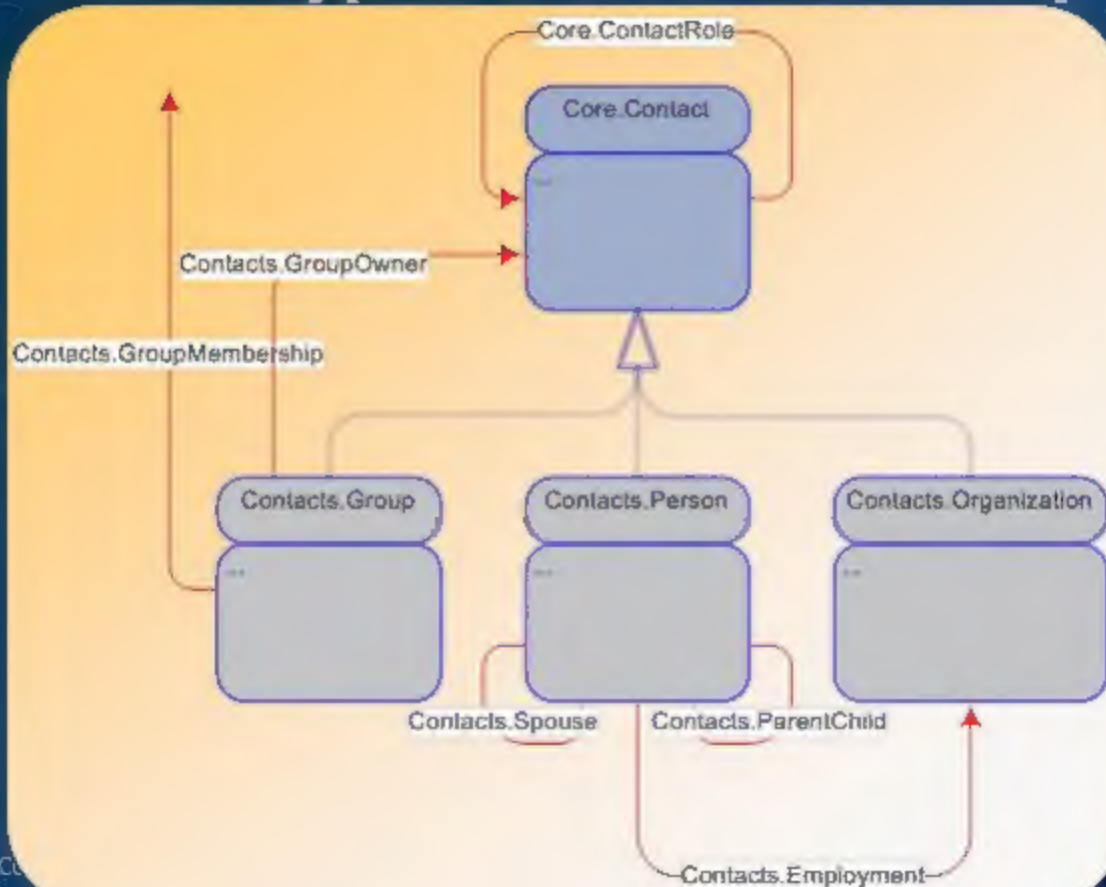 Core.ContactRole
Core.Contact
...
Contacts.GroupOwner
Contacts.GroupMembership
Contacts.Group
Contacts.Person
Contacts.Organization
...
...
...
Contacts.Spouse
Contacts.ParentChild
Contacts.Employment